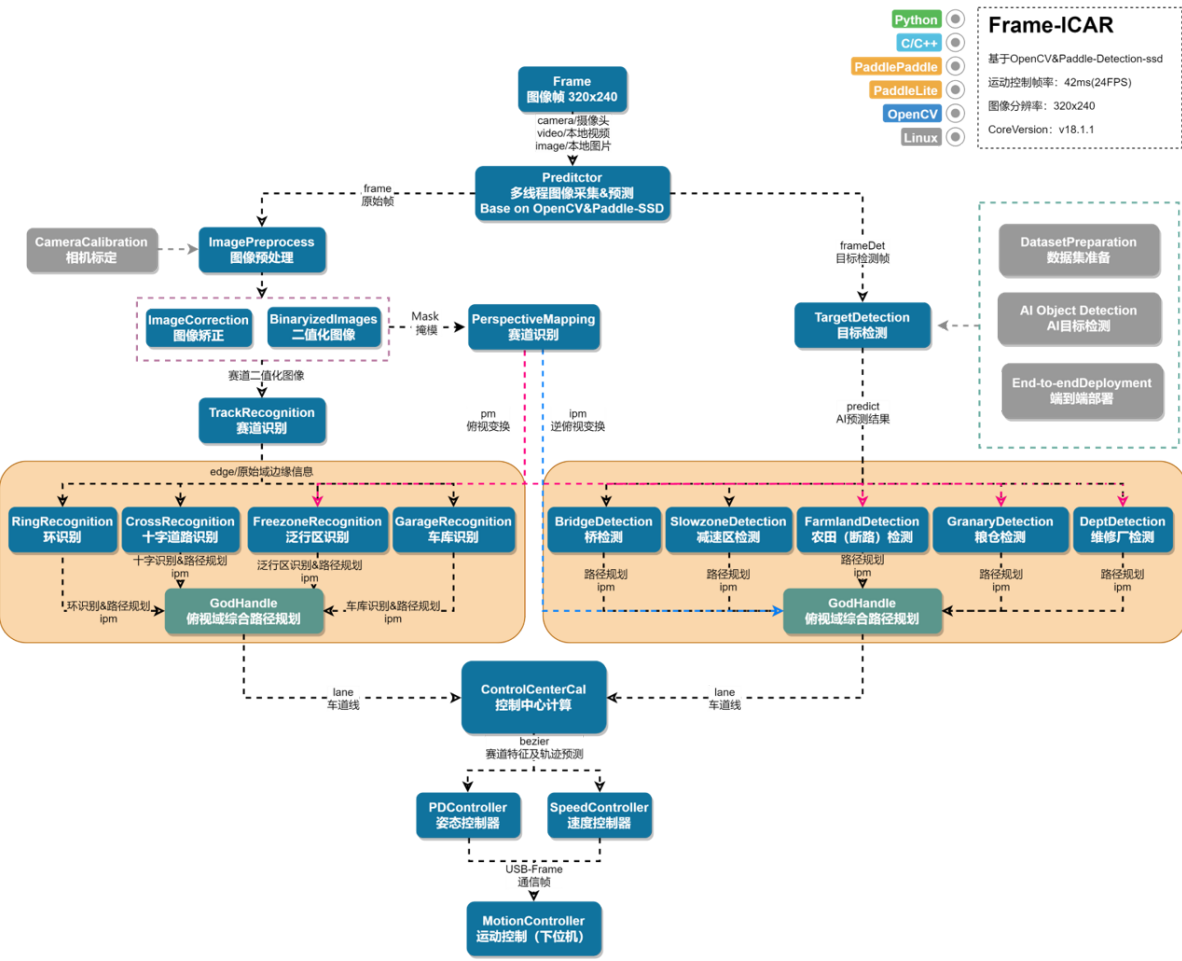 Python
C/C++
PaddlePaddle
PaddleLite
OpenCV
Linux
Frame-ICAR
基于OpenCV&Paddle-Detection-ssd
运动控制帧率：42ms(24FPS)
图像分辨率：320x240
CoreVersion：v18.1.1
Frame
图像帧 320x240
camera/摄像头
video/本地视频
image/本地图片
Preditctor
多线程图像采集&预测
Base on OpenCV&Paddle-SSD
frame
原始帧
frameDet
目标检测帧
CameraCalibration
相机标定
ImagePreprocess
图像预处理
DatasetPreparation
数据集准备
AI Object Detection
AI目标检测
End-to-endDeployment
端到端部署
ImageCorrection
图像矫正
BinaryizedImages
二值化图像
Mask
掩模
PerspectiveMapping
赛道识别
TargetDetection
目标检测
赛道二值化图像
TrackRecognition
赛道识别
pm
俯视变换
ipm
逆俯视变换
predict
AI预测结果
edge/原始域边缘信息
RingRecognition
环识别
CrossRecognition
十字道路识别
FreezoneRecognition
泛行区识别
GarageRecognition
车库识别
BridgeDetection
桥检测
SlowzoneDetection
减速区检测
FarmlandDetection
农田（断路）检测
GranaryDetection
粮仓检测
DeptDetection
维修厂检测
十字识别&路径规划
ipm
泛行区识别&路径规划
ipm
环识别&路径规划
ipm
车库识别&路径规划
ipm
GodHandle
俯视域综合路径规划
路径规划
ipm
路径规划
ipm
路径规划
ipm
路径规划
ipm
路径规划
ipm
GodHandle
俯视域综合路径规划
lane
车道线
ControlCenterCal
控制中心计算
lane
车道线
bezier
赛道特征及轨迹预测
PDController
姿态控制器
SpeedController
速度控制器
USB-Frame
通信帧
MotionController
运动控制（下位机）